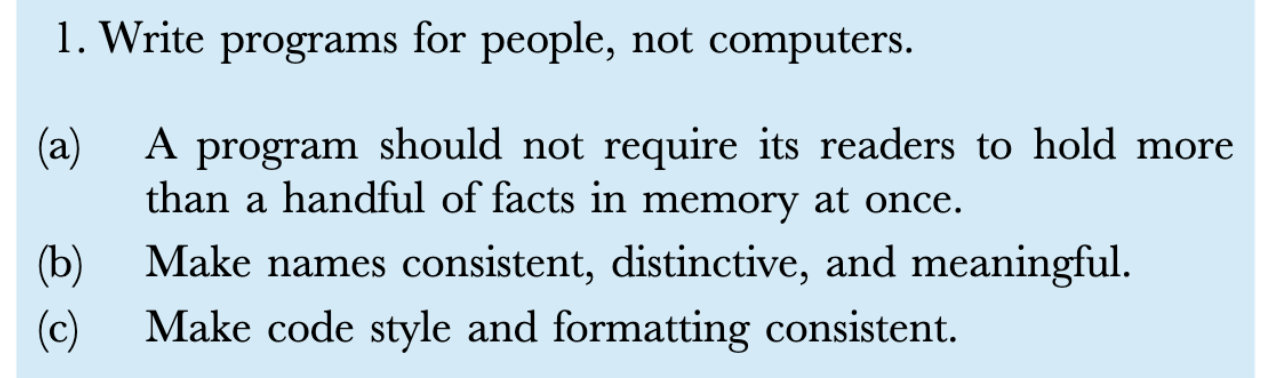 1. Write programs for people, not computers.
(a) A program should not require its readers to hold more
than a handful of facts in memory at once.
(b) Make names consistent, distinctive, and meaningful.
(c) Make code style and formatting consistent.